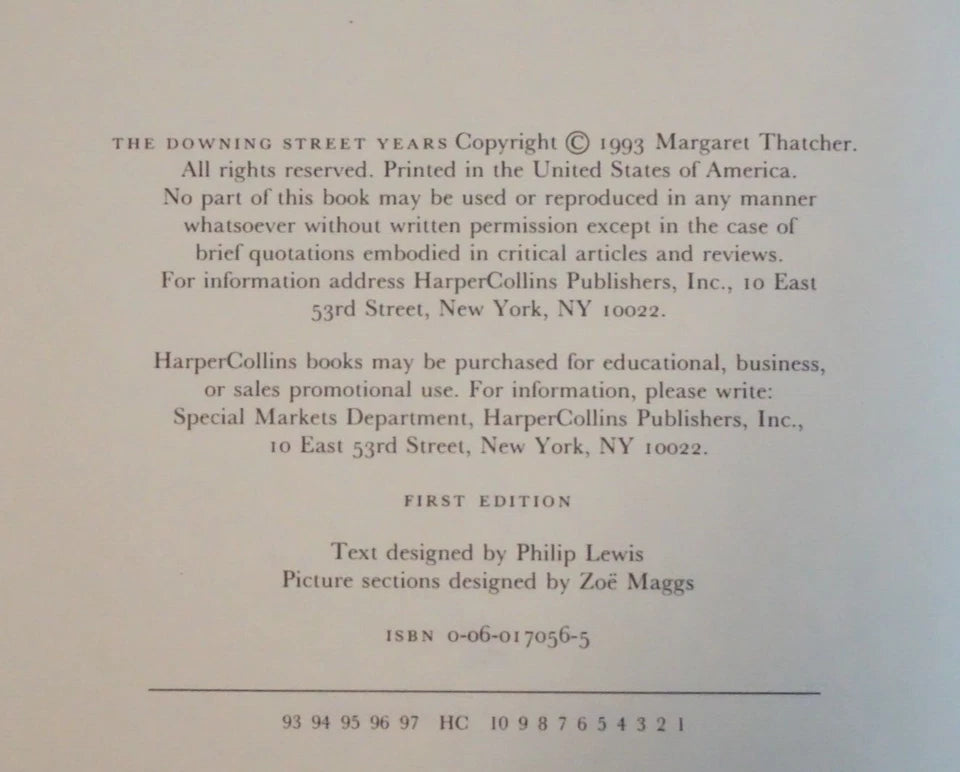 THE DOWNING STREET YEARS Copyright © 1993 Margaret Thatcher.
All rights reserved. Printed in the United States of America.
No part of this book may be used or reproduced in any manner
whatsoever without written permission except in the case of
brief quotations embodied in critical articles and reviews.
For information address HarperCollins Publishers, Inc., 10 East
53rd Street, New York, NY 10022.
HarperCollins books may be purchased for educational, business,
or sales promotional use. For information, please write:
Special Markets Department, HarperCollins Publishers, Inc.,
10 East 53rd Street, New York, NY 10022.
FIRST EDITION
Text designed by Philip Lewis
Picture sections designed by Zoë Maggs
ISBN 0-06-017056-5
93 94 95 96 97 HC 10 9 8 7 6 5 4 3 2 1